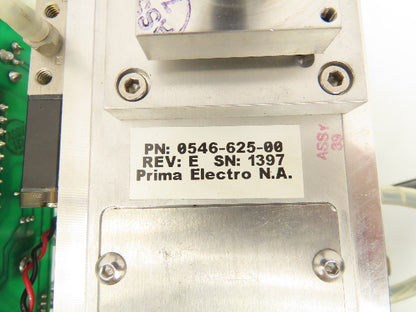 PN: 0546-625-00
REV: E SN: 1397
Prima Electro N.A.
ASSY
39